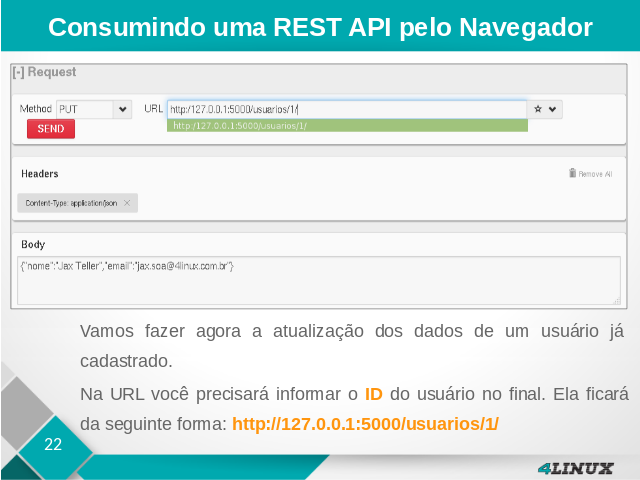 Consumindo uma REST API pelo Navegador
[-] Request
Method PUT URL http:/127.0.0.1:5000/usuarios/1/
SEND http:/127.0.0.1:5000/usuarios/1/
Headers Remove All
Content-Type: application/json ×
Body
{"nome":"Jax Teller","email":"jax.soa@4linux.com.br"}
Vamos fazer agora a atualização dos dados de um usuário já
cadastrado.
Na URL você precisará informar o ID do usuário no final. Ela ficará
da seguinte forma: http://127.0.0.1:5000/usuarios/1/
22
4LINUX